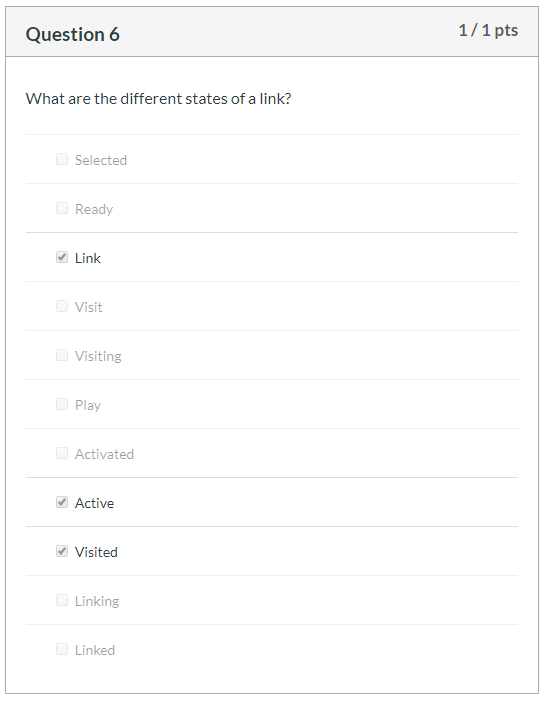 Question 6
1 / 1 pts
What are the different states of a link?
Selected
Ready
Link
Visit
Visiting
Play
Activated
Active
Visited
Linking
Linked